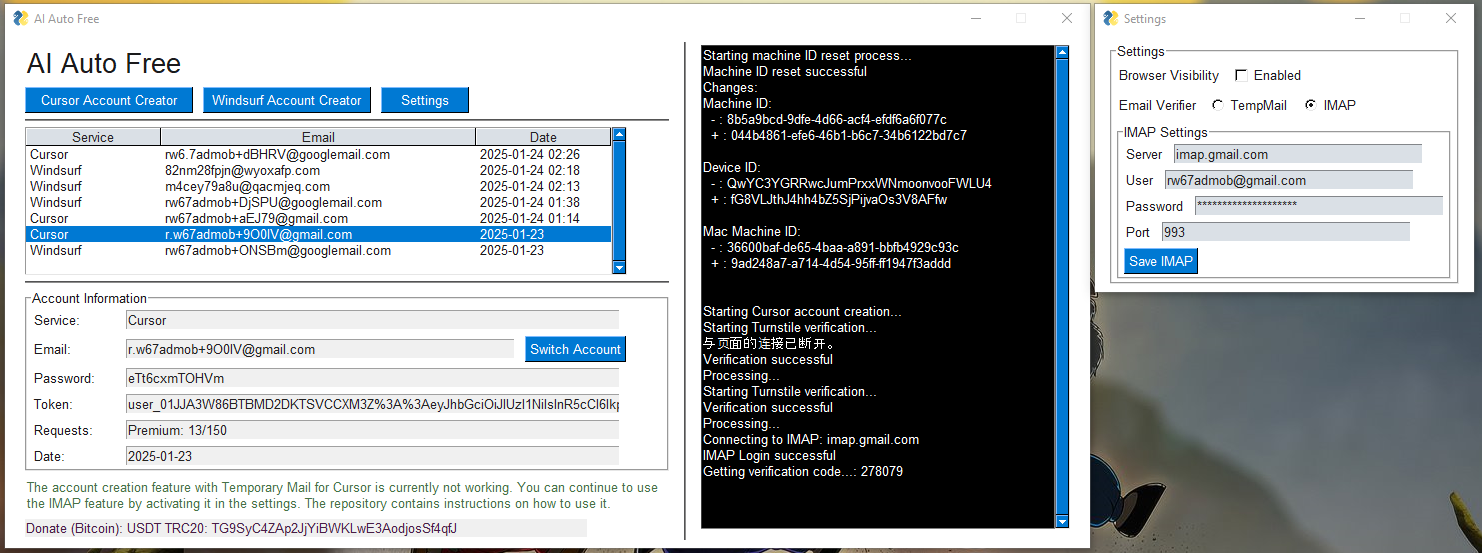 AI Auto Free
AI Auto Free
Cursor Account Creator
Windsurf Account Creator
Settings
Service Email Date
Cursor rw6.7admob+dBHRV@googlemail.com 2025-01-24 02:26
Windsurf 82nm28fpjn@wyoxafp.com 2025-01-24 02:18
Windsurf m4cey79a8u@qacmjeq.com 2025-01-24 02:13
Windsurf rw67admob+DjSPU@googlemail.com 2025-01-24 01:38
Cursor rw67admob+aEJ79@gmail.com 2025-01-24 01:14
Cursor r.w67admob+9O0lV@gmail.com 2025-01-23
Windsurf rw67admob+ONSBm@googlemail.com 2025-01-23
Account Information
Service: Cursor
Email: r.w67admob+9O0lV@gmail.com Switch Account
Password: eTt6cxmTOHVm
Token: user_01JJA3W86BTBMD2DKTSVCCXM3Z%3A%3AeyJhbGciOiJIUzI1NiIsInR5cCI6Ikp
Requests: Premium: 13/150
Date: 2025-01-23
The account creation feature with Temporary Mail for Cursor is currently not working. You can continue to use
the IMAP feature by activating it in the settings. The repository contains instructions on how to use it.
Donate (Bitcoin): USDT TRC20: TG9SyC4ZAp2JjYiBWKLwE3AodjosSf4qfJ
Starting machine ID reset process...
Machine ID reset successful
Changes:
Machine ID:
- : 8b5a9bcd-9dfe-4d66-acf4-efdf6a6f077c
+ : 044b4861-efe6-46b1-b6c7-34b6122bd7c7
Device ID:
- : QwYC3YGRRwcJumPrxxWNmoonvooFWLU4
+ : fG8VLJthJ4hh4bZ5SjPijvaOs3V8AFfw
Mac Machine ID:
- : 36600baf-de65-4baa-a891-bbfb4929c93c
+ : 9ad248a7-a714-4d54-95ff-ff1947f3addd
Starting Cursor account creation...
Starting Turnstile verification...
与页面的连接已断开。
Verification successful
Processing...
Starting Turnstile verification...
Verification successful
Processing...
Connecting to IMAP: imap.gmail.com
IMAP Login successful
Getting verification code...: 278079
Settings
Settings
Browser Visibility Enabled
Email Verifier TempMail IMAP
IMAP Settings
Server imap.gmail.com
User rw67admob@gmail.com
Password ********************
Port 993
Save IMAP